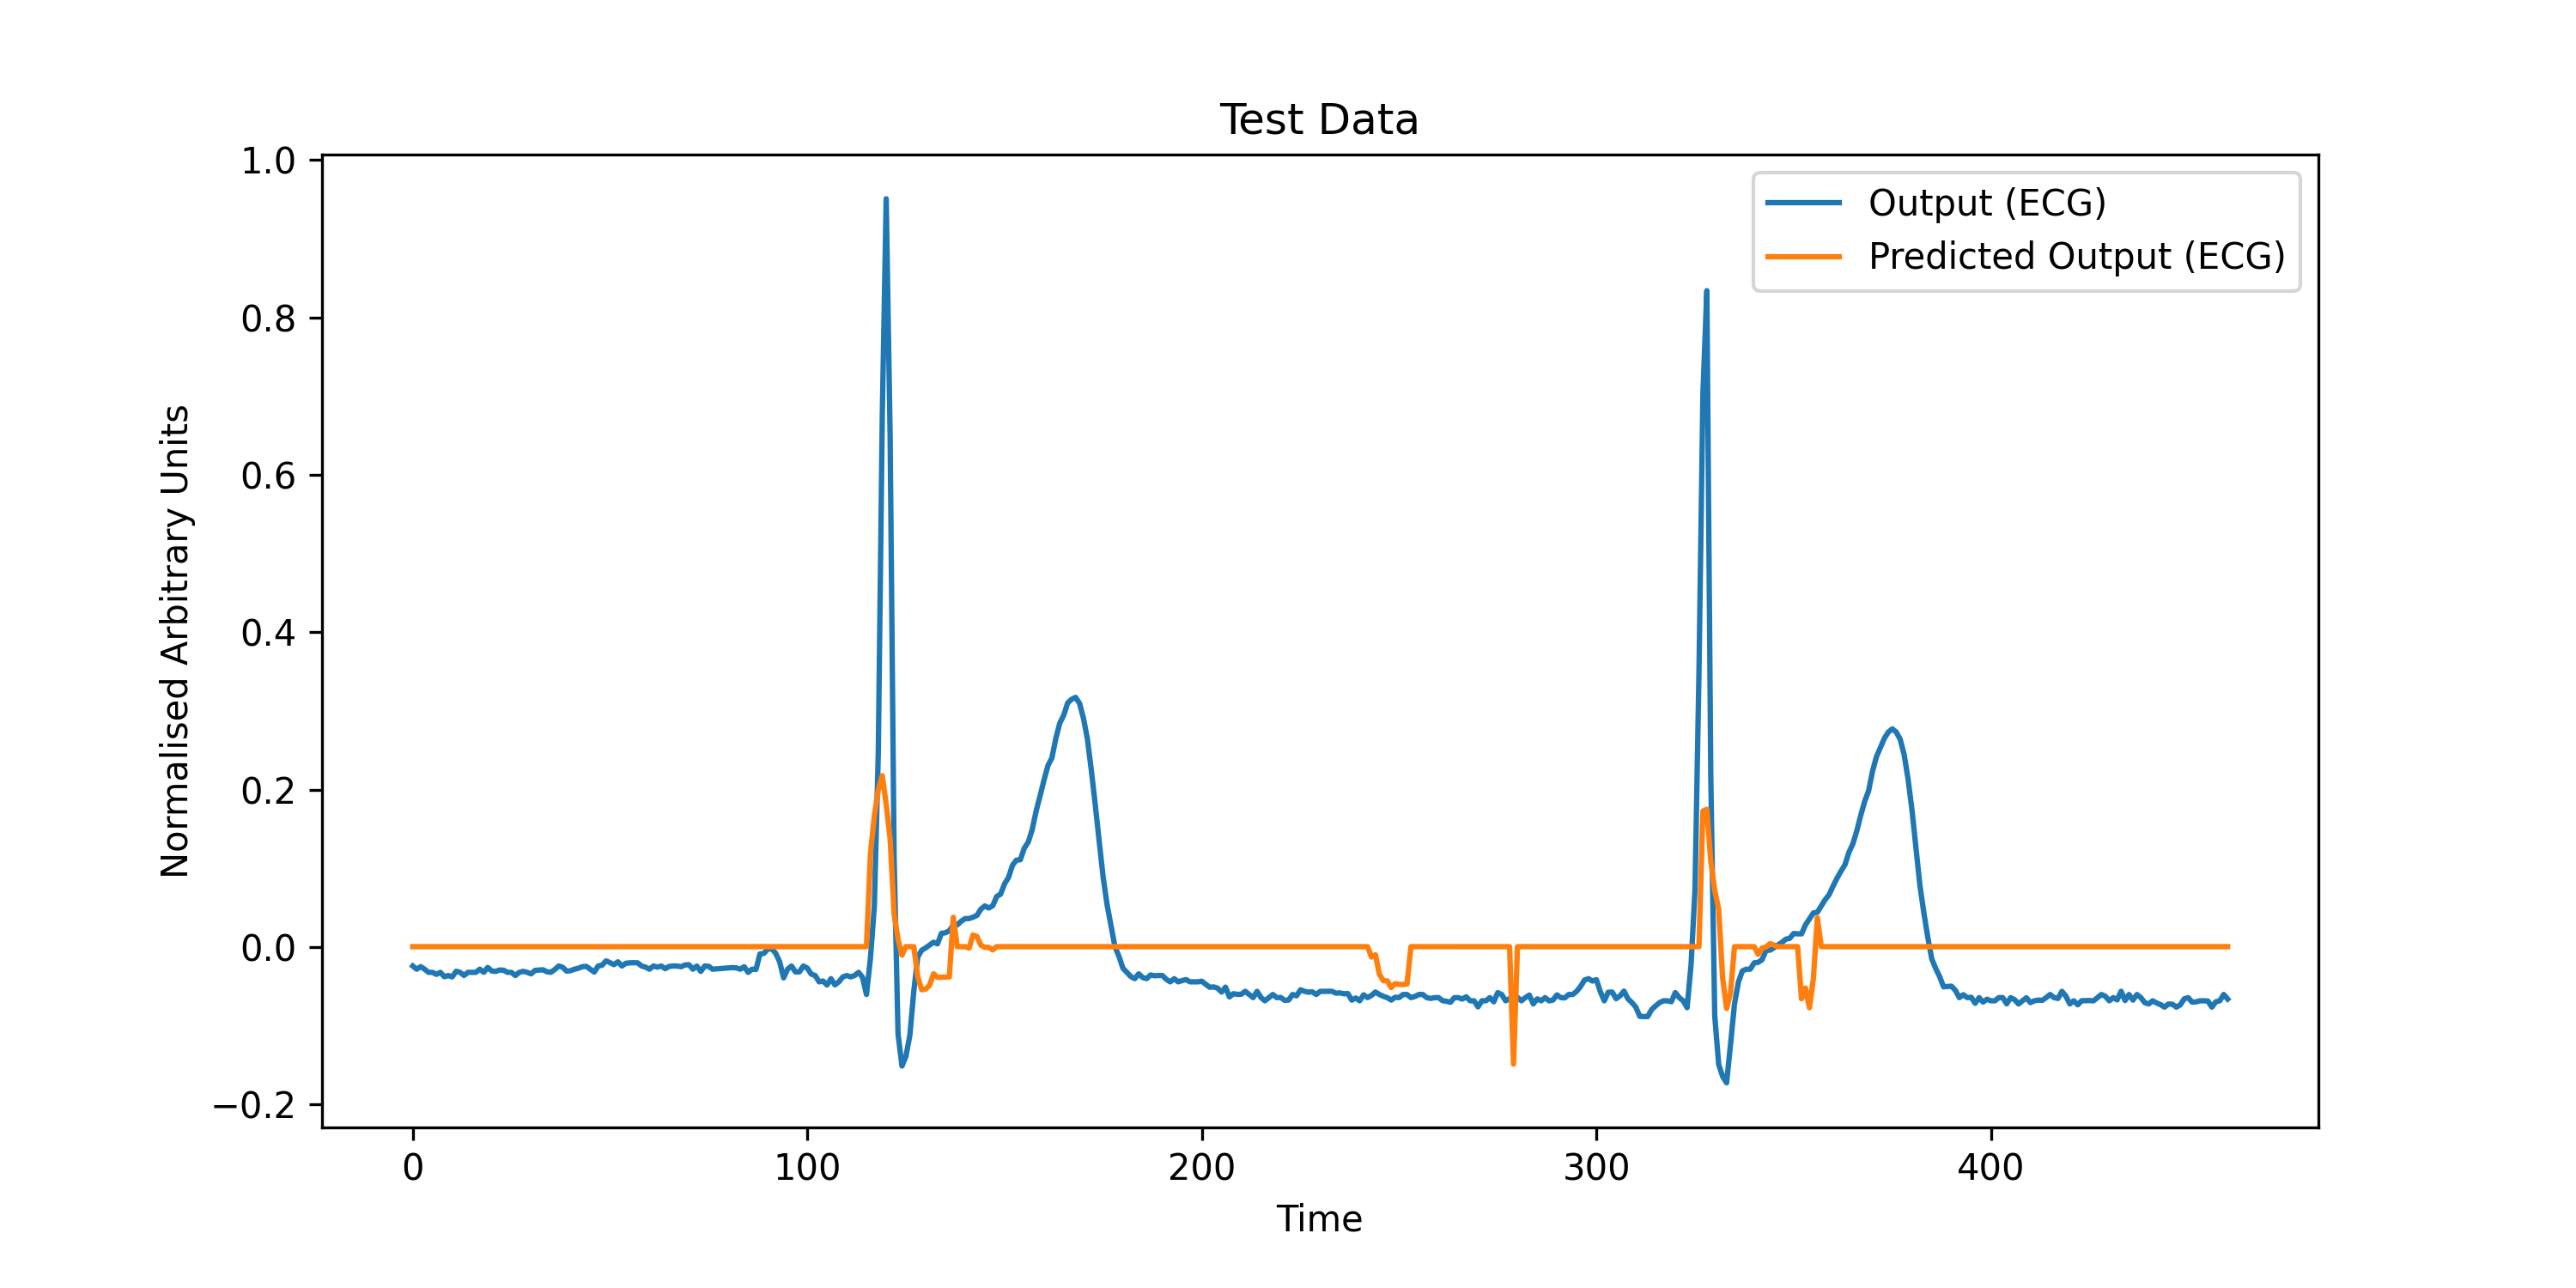 Test Data
Output (ECG)
Predicted Output (ECG)
Normalised Arbitrary Units
1.0
0.8
0.6
0.4
0.2
0.0
−0.2
0 100 200 300 400
Time